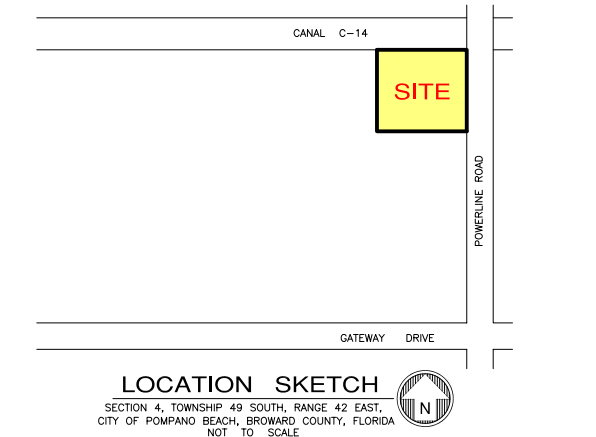 CANAL C-14
SITE
POWERLINE ROAD
GATEWAY DRIVE
LOCATION SKETCH
N
SECTION 4, TOWNSHIP 49 SOUTH, RANGE 42 EAST,
CITY OF POMPANO BEACH, BROWARD COUNTY, FLORIDA
NOT TO SCALE